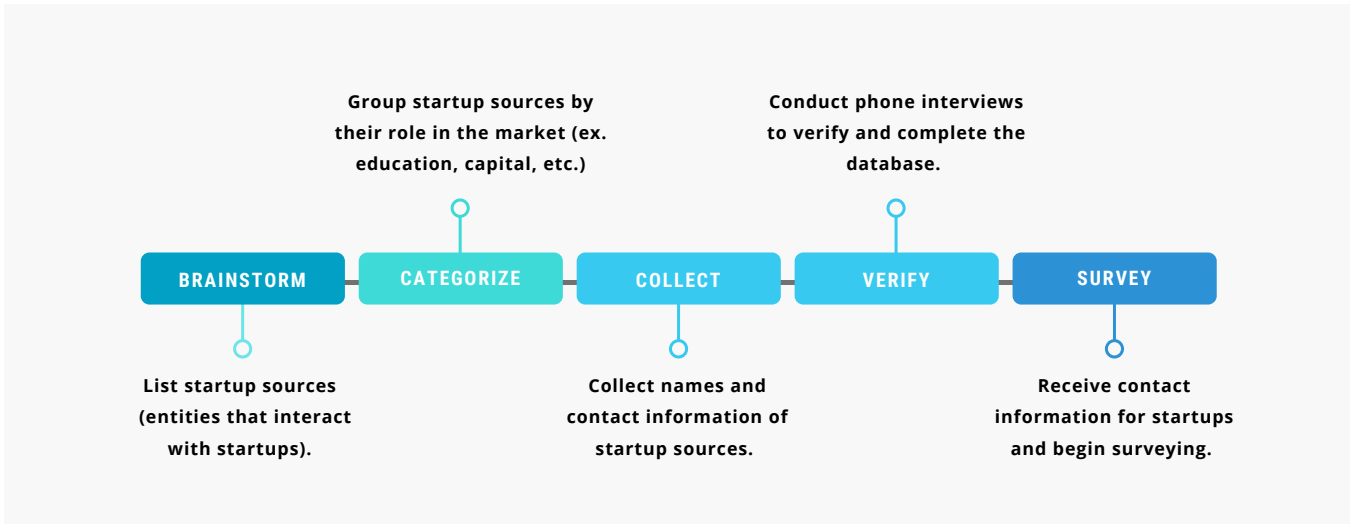 Group startup sources by
their role in the market (ex.
education, capital, etc.)
Conduct phone interviews
to verify and complete the
database.
BRAINSTORM
CATEGORIZE
COLLECT
VERIFY
SURVEY
List startup sources
(entities that interact
with startups).
Collect names and
contact information of
startup sources.
Receive contact
information for startups
and begin surveying.